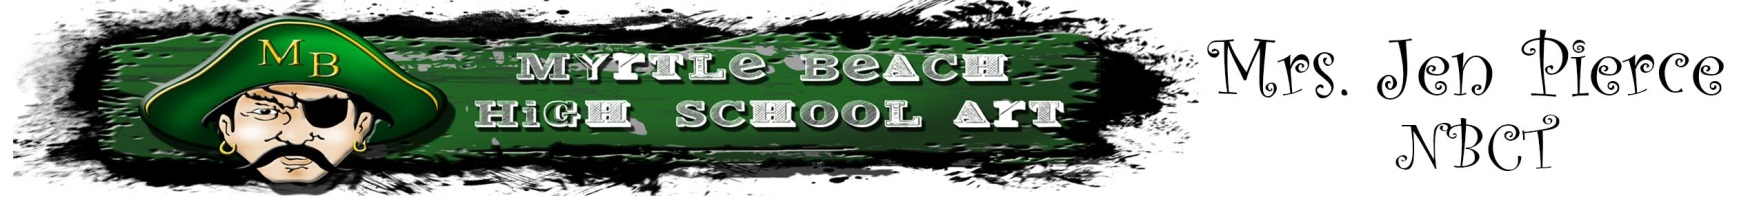 MB
MYrTLe BeACH
HiGH SCHOOL ArT
Mrs. Jen Pierce
NBCT